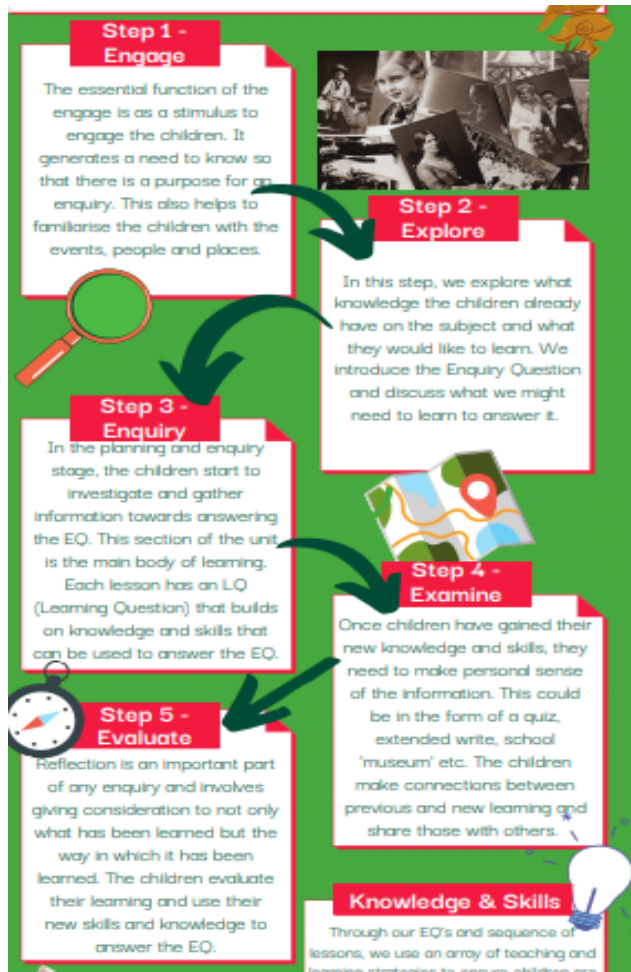 Step 1 -
Engage
The essential function of the
engage is as a stimulus to
engage the children. It
generates a need to know so
that there is a purpose for an
enquiry. This also helps to
familiarise the children with the
events, people and places.
Step 2 -
Explore
In this step, we explore what
knowledge the children already
have on the subject and what
they would like to learn. We
introduce the Enquiry Question
and discuss what we might
need to learn to answer it.
Step 3 -
Enquiry
In the planning and enquiry
stage, the children start to
investigate and gather
information towards answering
the EQ. This section of the unit
is the main body of learning.
Each lesson has an LQ
(Learning Question) that builds
on knowledge and skills that
can be used to answer the EQ.
Step 4 -
Examine
Once children have gained their
new knowledge and skills, they
need to make personal sense
of the information. This could
be in the form of a quiz,
extended write, school
'museum' etc. The children
make connections between
previous and new learning and
share those with others.
Step 5 -
Evaluate
Reflection is an important part
of any enquiry and involves
giving consideration to not only
what has been learned but the
way in which it has been
learned. The children evaluate
their learning and use their
new skills and knowledge to
answer the EQ.
Knowledge & Skills
Through our EQ's and sequence of
lessons, we use an array of teaching and
learning strategies to ensure children are